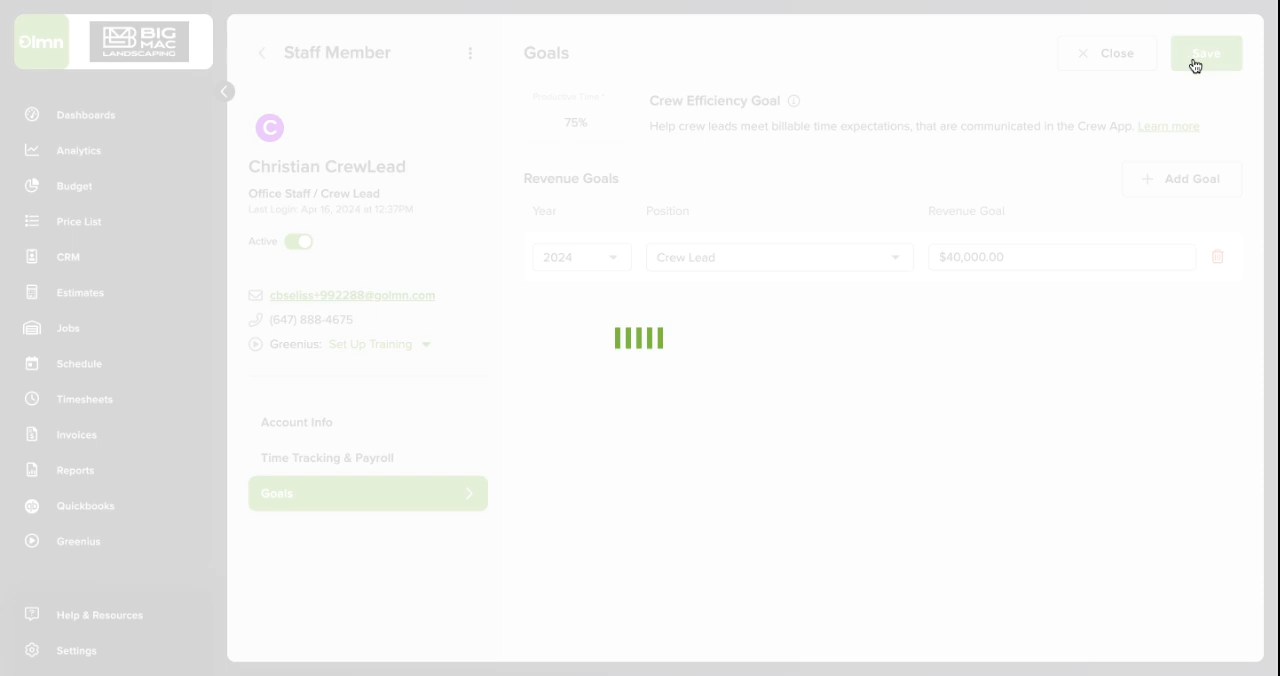 Olmn
BIG
MAC
LANDSCAPING
Dashboards
Analytics
Budget
Price List
CRM
Estimates
Jobs
Schedule
Timesheets
Invoices
Reports
Quickbooks
Greenius
Help & Resources
Settings
Staff Member
C
Christian CrewLead
Office Staff / Crew Lead
Last Login: Apr 16, 2024 at 12:37PM
Active
cbseliss+992288@golmn.com
(647) 888-4675
Greenius: Set Up Training
Account Info
Time Tracking & Payroll
Goals
Goals
Close
Save
Productive Time *
75%
Crew Efficiency Goal
Help crew leads meet billable time expectations, that are communicated in the Crew App. Learn more
Revenue Goals
Add Goal
Year Position Revenue Goal
2024 Crew Lead $40,000.00